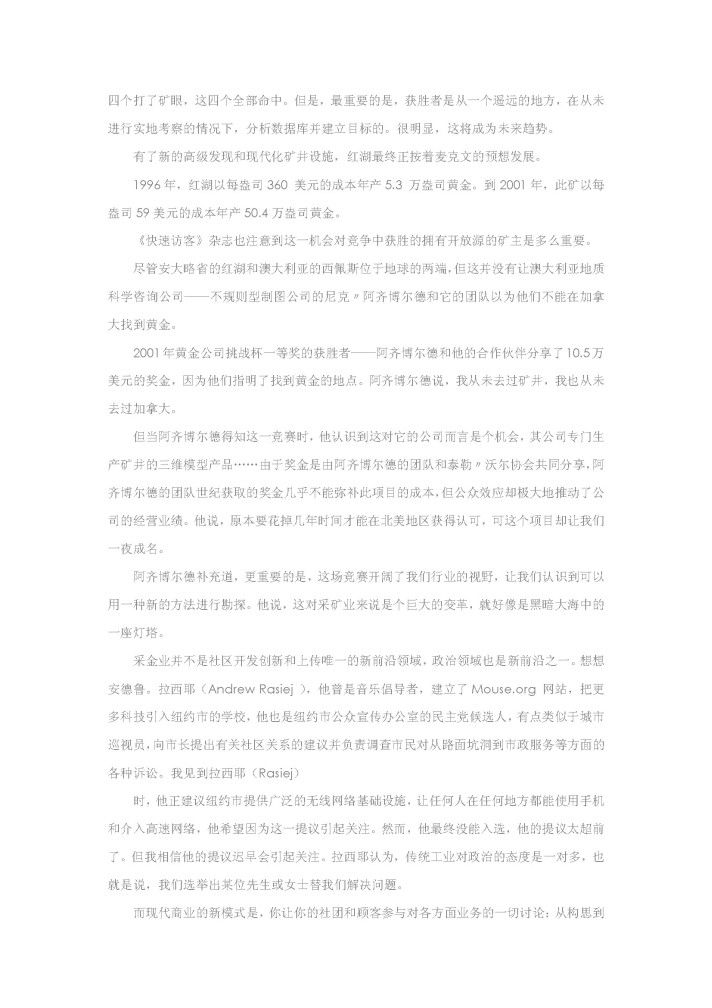 四个打了矿眼，这四个全部命中。但是，最重要的是，获胜者是从一个遥远的地方，在从未
进行实地考察的情况下，分析数据库并建立目标的。很明显，这将成为未来趋势。
有了新的高级发现和现代化矿井设施，红湖最终正按着麦克文的预想发展。
1996 年，红湖以每盎司 360 美元的成本年产 5.3 万盎司黄金。到 2001 年，此矿以每
盎司 59 美元的成本年产 50.4 万盎司黄金。
《快速访客》杂志也注意到这一机会对竞争中获胜的拥有开放源的矿主是多么重要。
尽管安大略省的红湖和澳大利亚的西佩斯位于地球的两端，但这并没有让澳大利亚地质
科学咨询公司——不规则型制图公司的尼克〃阿齐博尔德和它的团队以为他们不能在加拿
大找到黄金。
2001 年黄金公司挑战杯一等奖的获胜者——阿齐博尔德和他的合作伙伴分享了 10.5 万
美元的奖金，因为他们指明了找到黄金的地点。阿齐博尔德说，我从未去过矿井，我也从未
去过加拿大。
但当阿齐博尔德得知这一竞赛时，他认识到这对它的公司而言是个机会，其公司专门生
产矿井的三维模型产品……由于奖金是由阿齐博尔德的团队和泰勒〃沃尔协会共同分享，阿
齐博尔德的团队世纪获取的奖金几乎不能弥补此项目的成本，但公众效应却极大地推动了公
司的经营业绩。他说，原本要花掉几年时间才能在北美地区获得认可，可这个项目却让我们
一夜成名。
阿齐博尔德补充道，更重要的是，这场竞赛开阔了我们行业的视野，让我们认识到可以
用一种新的方法进行勘探。他说，这对采矿业来说是个巨大的变革，就好像是黑暗大海中的
一座灯塔。
采企业并不是社区开发创新和上传唯一的新前沿领域，政治领域也是新前沿之一。想想
安德鲁。拉西耶（Andrew Rasiej ），他曾是音乐倡导者，建立了 Mouse.org 网站，把更
多科技引入纽约市的学校，他也是纽约市公众宣传办公室的民主党候选人，有点类似于城市
巡视员，向市长提出有关社区关系的建议并负责调查市民对从路面坑洞到市政服务等方面的
各种诉讼。我见到拉西耶（Rasiej）
时，他正建议纽约市提供广泛的无线网络基础设施，让任何人在任何地方都能使用手机
和介入高速网络，他希望因为这一提议引起关注。然而，他最终没能入选，他的提议太超前
了。但我相信他的提议迟早会引起关注。拉西耶认为，传统工业对政治的态度是一对多，也
就是说，我们选举出某位先生或女士替我们解决问题。
而现代商业的新模式是，你让你的社团和顾客参与对各方面业务的一切讨论：从构思到